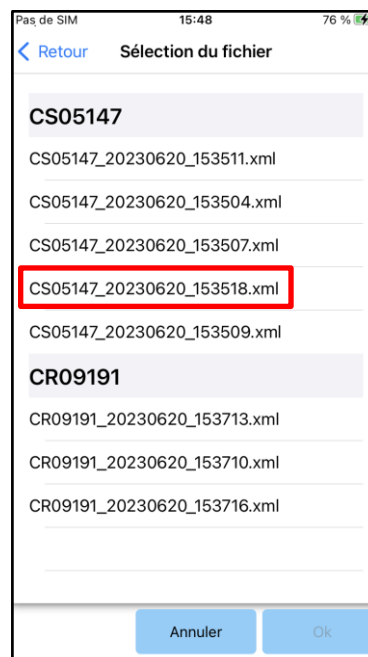 Pas de SIM 15:48 76 %
Retour Sélection du fichier
CS05147
CS05147_20230620_153511.xml
CS05147_20230620_153504.xml
CS05147_20230620_153507.xml
CS05147_20230620_153518.xml
CS05147_20230620_153509.xml
CR09191
CR09191_20230620_153713.xml
CR09191_20230620_153710.xml
CR09191_20230620_153716.xml
Annuler Ok